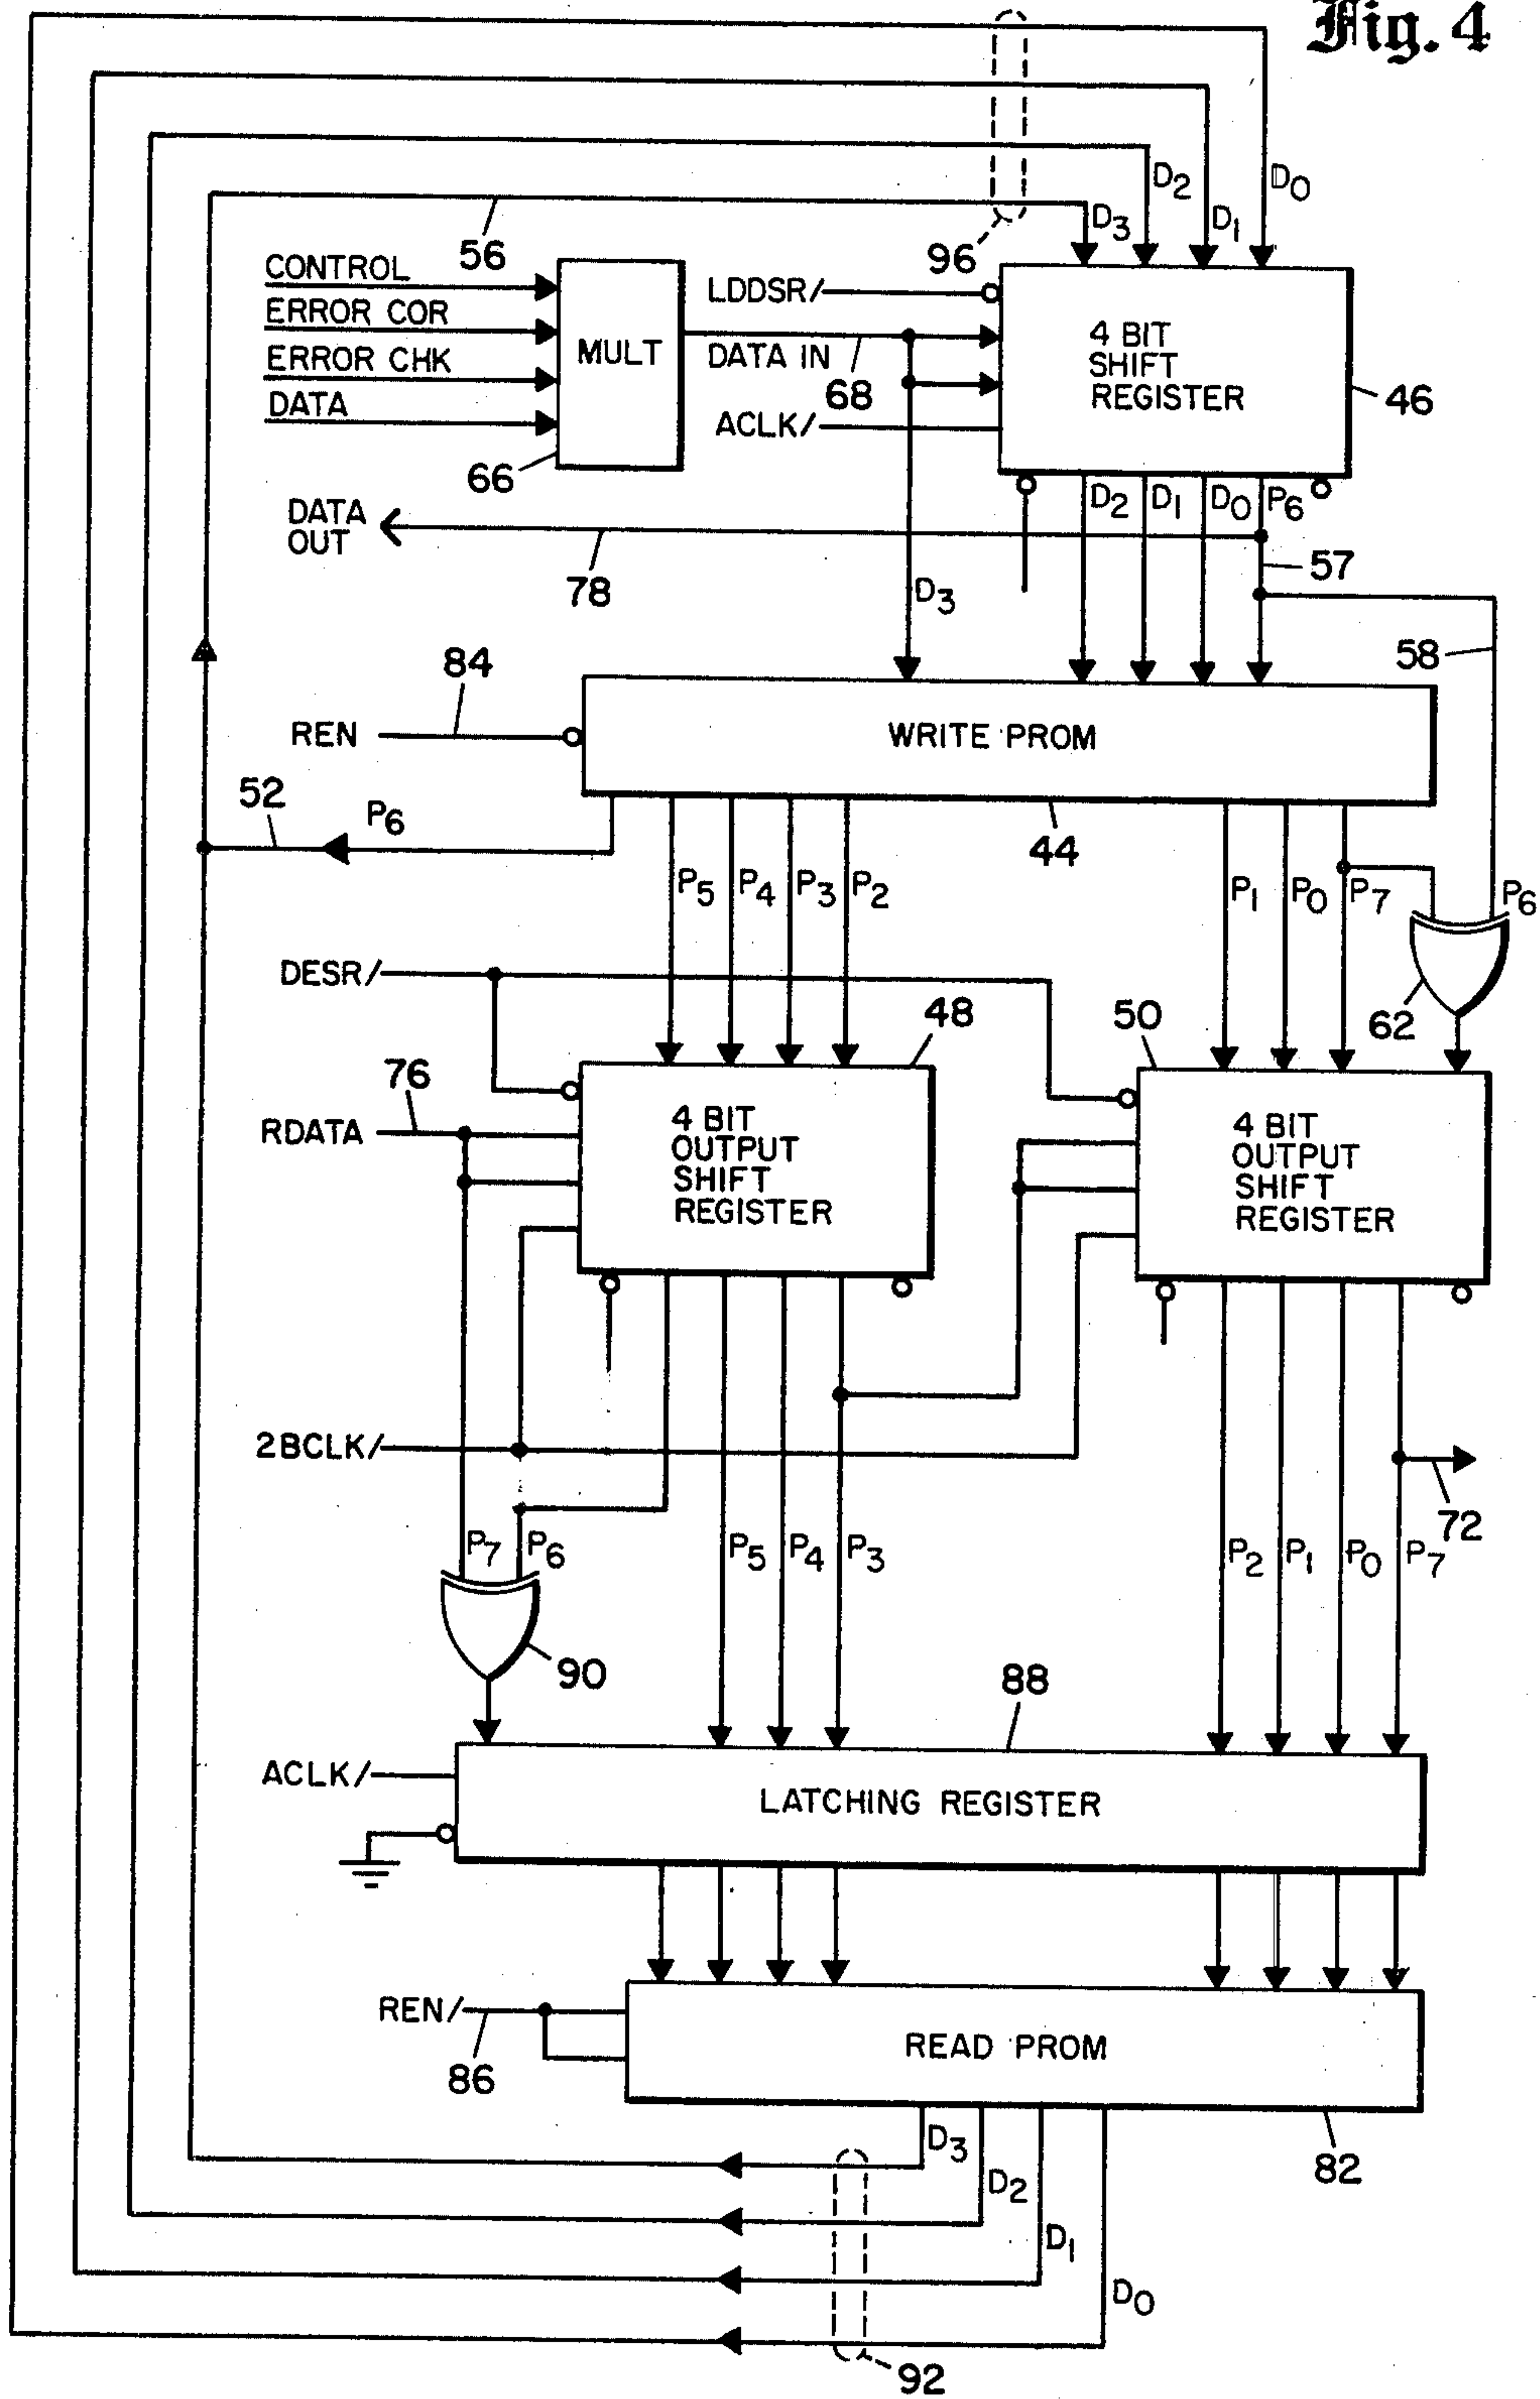 Fig. 4
D2
D0
D3
D1
56
96
CONTROL
LDDSR/
ERROR COR
4 BIT
SHIFT
REGISTER
MULT
DATA IN
ERROR CHK
68
46
DATA
ACLK/
66
D2
D1
D0
P6
DATA
OUT
57
78
D3
58
84
REN
WRITE PROM
52
P6
44
P5
P4
P3
P2
P1
P0
P7
P6
DESR/
48
50
62
76
RDATA
4 BIT
OUTPUT
SHIFT
REGISTER
4 BIT
OUTPUT
SHIFT
REGISTER
2BCLK/
72
P7
P6
P5
P4
P3
P2
P1
P0
P7
90
88
ACLK/
LATCHING REGISTER
REN/
READ PROM
86
D3
82
D2
D1
D0
92